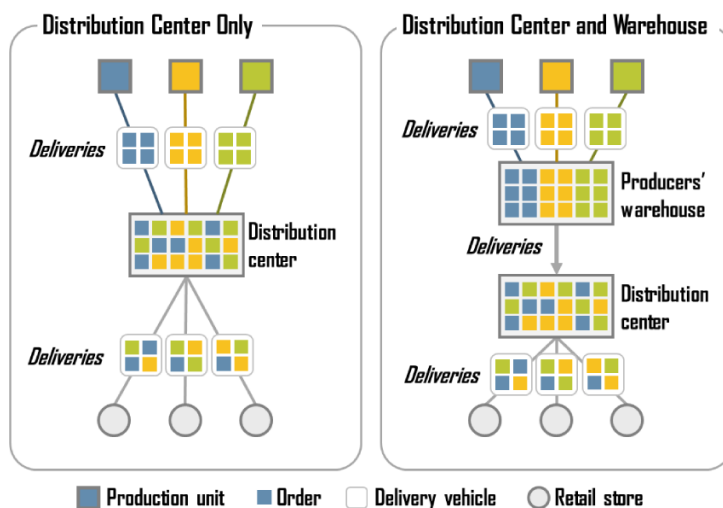 Distribution Center Only
Deliveries
Distribution
center
Deliveries
Distribution Center and Warehouse
Deliveries
Producers'
warehouse
Deliveries
Distribution
center
Deliveries
Production unit
Order
Delivery vehicle
Retail store